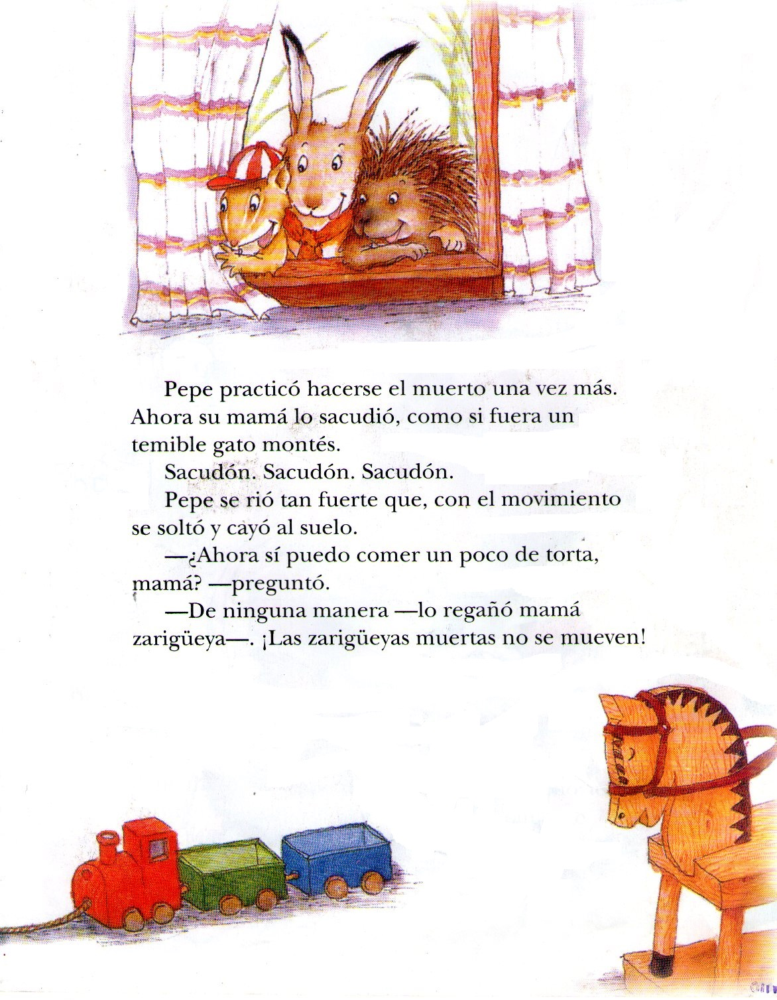 Pepe practicó hacerse el muerto una vez más.
Ahora su mamá lo sacudió, como si fuera un
temible gato montés.
Sacudón. Sacudón. Sacudón.
Pepe se rió tan fuerte que, con el movimiento
se soltó y cayó al suelo.
—¿Ahora sí puedo comer un poco de torta,
mamá? —preguntó.
—De ninguna manera —lo regañó mamá
zarigüeya—. ¡Las zarigüeyas muertas no se mueven!